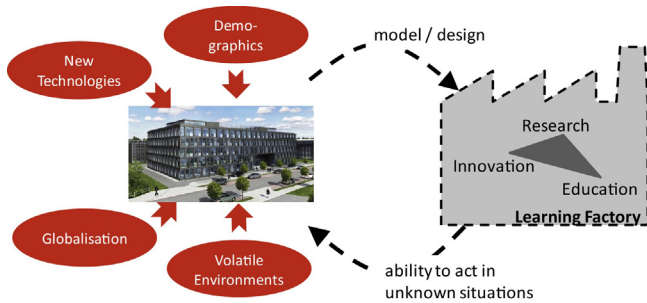 Demo-
graphics
New
Technologies
model / design
Research
Innovation
Education
Learning Factory
Globalisation
Volatile
Environments
ability to act in
unknown situations